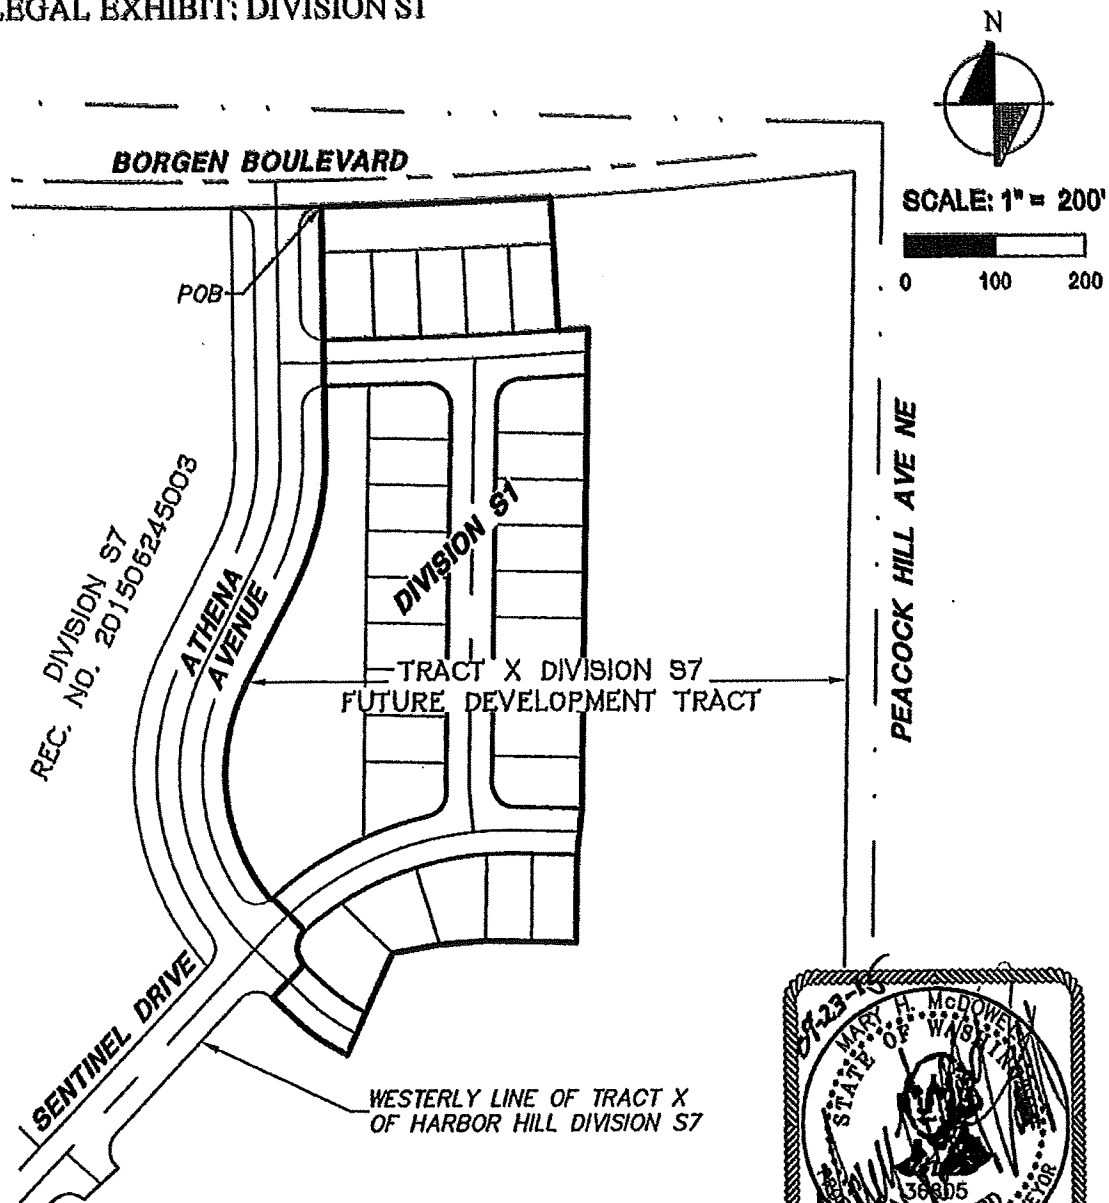 LEGAL EXHIBIT: DIVISION S1
N
BORGEN BOULEVARD
SCALE: 1" = 200'
0 100 200
POB
PEACOCK HILL AVE NE
DIVISION S7
REC. NO. 201506245003
DIVISION S1
ATHENA
AVENUE
TRACT X DIVISION S7
FUTURE DEVELOPMENT TRACT
SENTINEL DRIVE
WESTERLY LINE OF TRACT X
OF HARBOR HILL DIVISION S7
MARY H. McDOWELL
STATE OF WASHING
36805